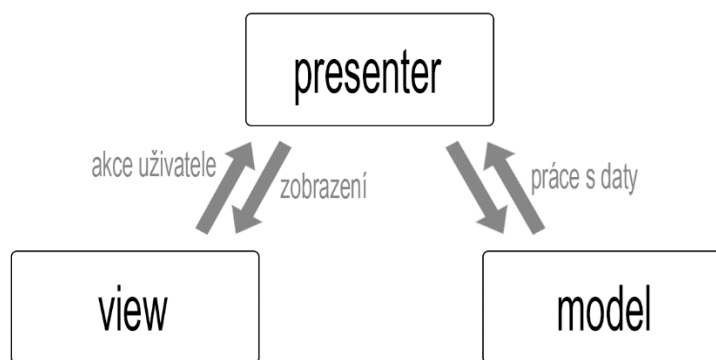 presenter
akce uživatele
zobrazení
práce s daty
view
model